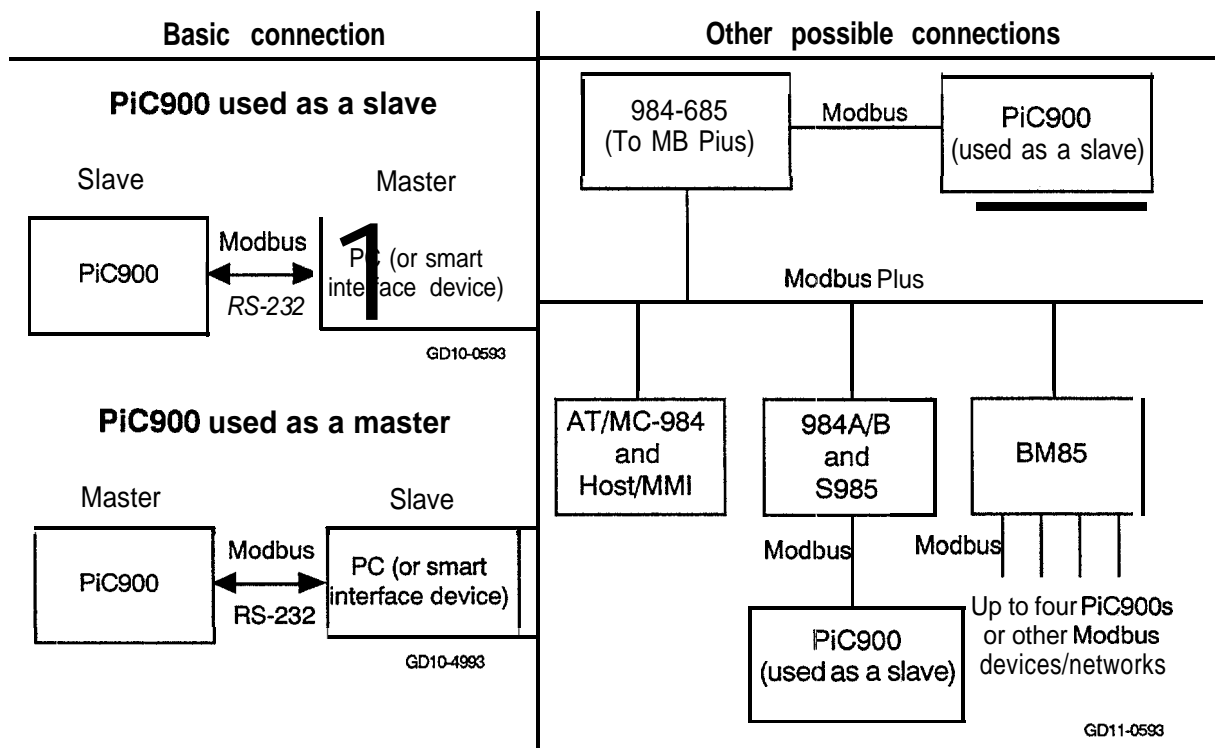 Basic connection
PiC900 used as a slave
Slave
Master
PiC900
Modbus
RS-232
1
PC (or smart
interface device)
GD10-0593
PiC900 used as a master
Master
Slave
PiC900
Modbus
RS-232
PC (or smart
interface device)
GD10-4993
Other possible connections
984-685
(To MB Pius)
Modbus
PiC900
(used as a slave)
Modbus Plus
AT/MC-984
and
Host/MMI
984A/B
and
S985
BM85
Modbus
Modbus
PiC900
(used as a slave)
Up to four PiC900s
or other Modbus
devices/networks
GD11-0593